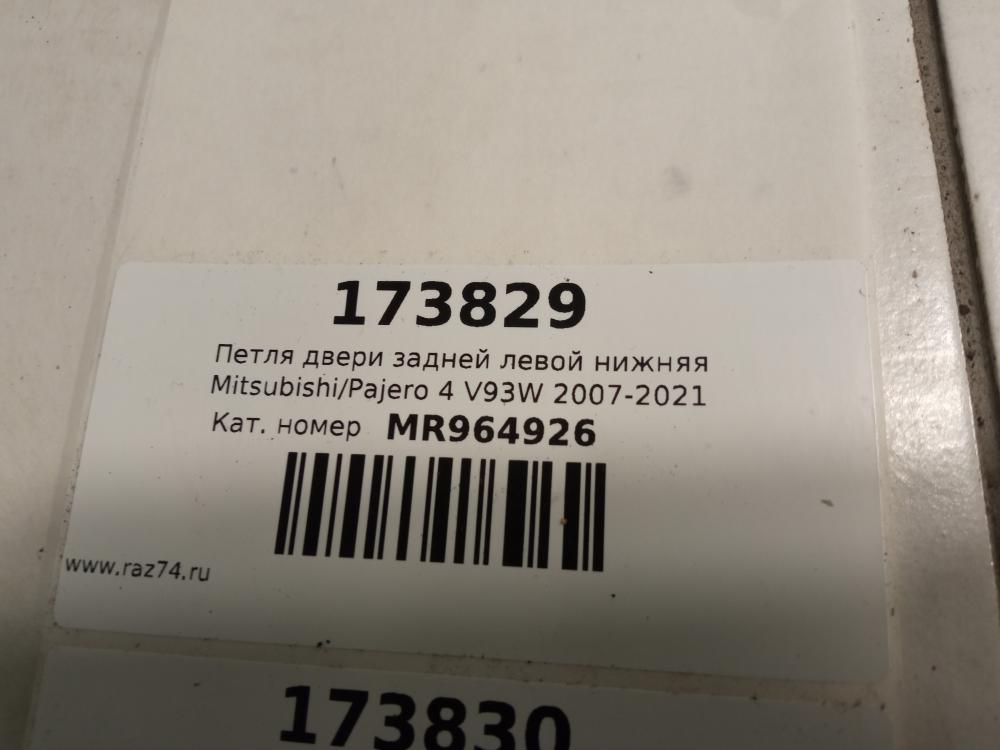 173829
Петля двери задней левой нижняя
Mitsubishi/Pajero 4 V93W 2007-2021
Кат. номер MR964926
www.raz74.ru
173830